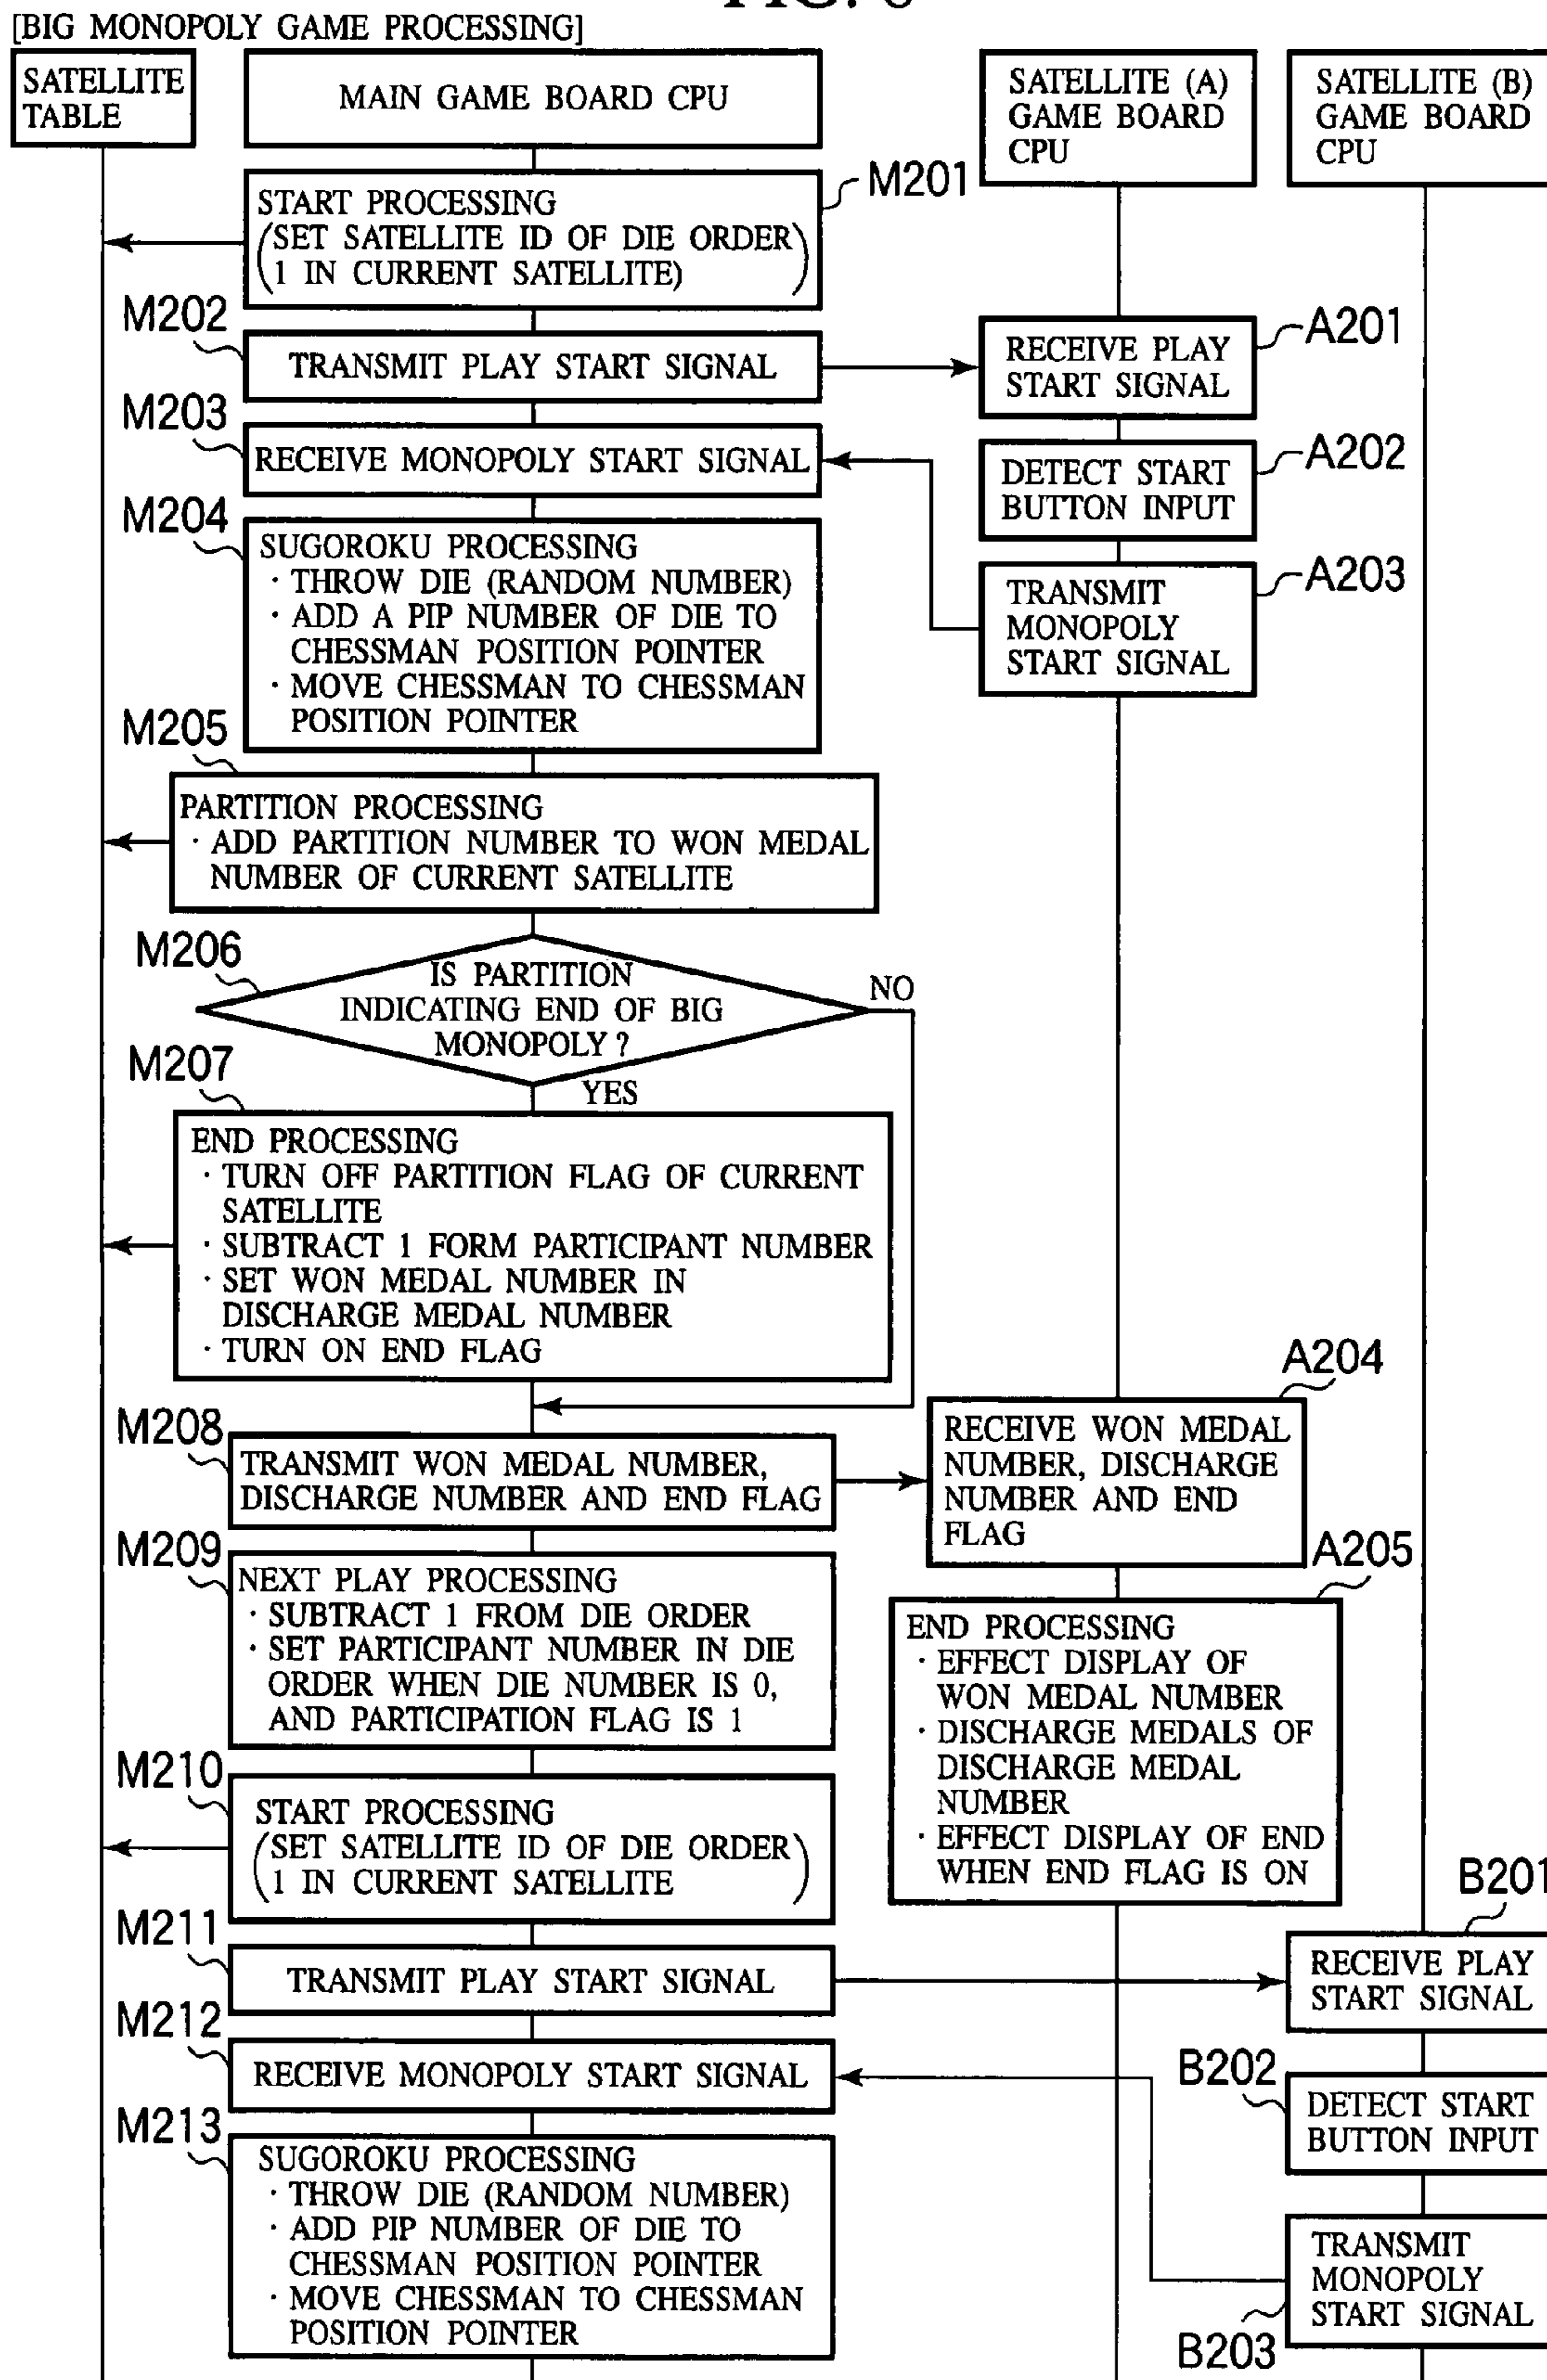 [BIG MONOPOLY GAME PROCESSING]
SATELLITE
TABLE
MAIN GAME BOARD CPU
SATELLITE (A)
GAME BOARD
CPU
SATELLITE (B)
GAME BOARD
CPU
M201
START PROCESSING
(SET SATELLITE ID OF DIE ORDER
1 IN CURRENT SATELLITE)
M202
TRANSMIT PLAY START SIGNAL
A201
RECEIVE PLAY
START SIGNAL
M203
RECEIVE MONOPOLY START SIGNAL
A202
DETECT START
BUTTON INPUT
M204
SUGOROKU PROCESSING
· THROW DIE (RANDOM NUMBER)
· ADD A PIP NUMBER OF DIE TO
CHESSMAN POSITION POINTER
· MOVE CHESSMAN TO CHESSMAN
POSITION POINTER
A203
TRANSMIT
MONOPOLY
START SIGNAL
M205
PARTITION PROCESSING
· ADD PARTITION NUMBER TO WON MEDAL
NUMBER OF CURRENT SATELLITE
M206
IS PARTITION
INDICATING END OF BIG
MONOPOLY ?
NO
YES
M207
END PROCESSING
· TURN OFF PARTITION FLAG OF CURRENT
SATELLITE
· SUBTRACT 1 FORM PARTICIPANT NUMBER
· SET WON MEDAL NUMBER IN
DISCHARGE MEDAL NUMBER
· TURN ON END FLAG
M208
TRANSMIT WON MEDAL NUMBER,
DISCHARGE NUMBER AND END FLAG
A204
RECEIVE WON MEDAL
NUMBER, DISCHARGE
NUMBER AND END
FLAG
M209
NEXT PLAY PROCESSING
· SUBTRACT 1 FROM DIE ORDER
· SET PARTICIPANT NUMBER IN DIE
ORDER WHEN DIE NUMBER IS 0,
AND PARTICIPATION FLAG IS 1
A205
END PROCESSING
· EFFECT DISPLAY OF
WON MEDAL NUMBER
· DISCHARGE MEDALS OF
DISCHARGE MEDAL
NUMBER
· EFFECT DISPLAY OF END
WHEN END FLAG IS ON
M210
START PROCESSING
(SET SATELLITE ID OF DIE ORDER
1 IN CURRENT SATELLITE)
M211
TRANSMIT PLAY START SIGNAL
B201
RECEIVE PLAY
START SIGNAL
M212
RECEIVE MONOPOLY START SIGNAL
B202
DETECT START
BUTTON INPUT
M213
SUGOROKU PROCESSING
· THROW DIE (RANDOM NUMBER)
· ADD PIP NUMBER OF DIE TO
CHESSMAN POSITION POINTER
· MOVE CHESSMAN TO CHESSMAN
POSITION POINTER
TRANSMIT
MONOPOLY
START SIGNAL
B203